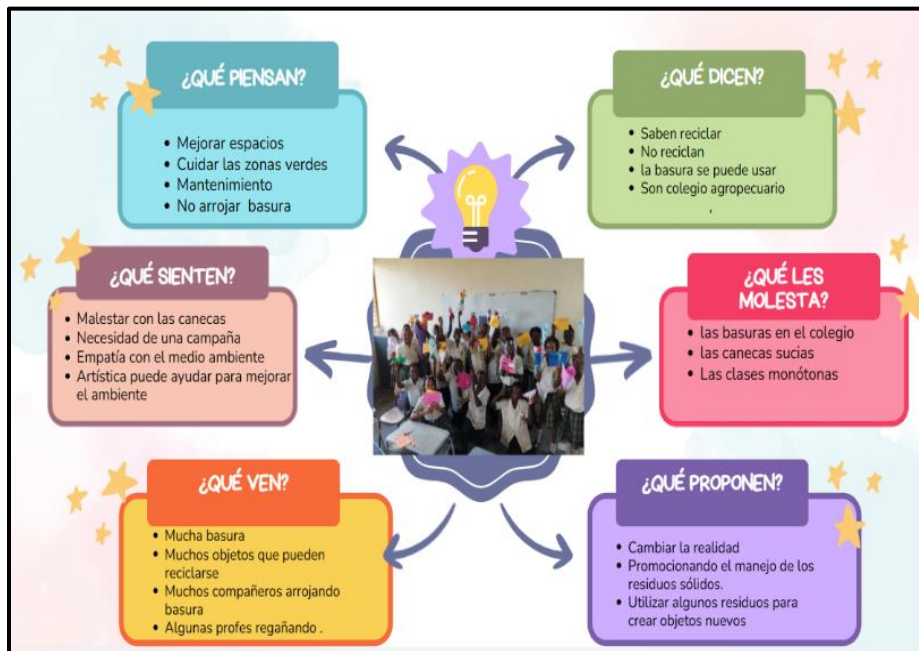 ¿QUÉ PIENSAN?
• Mejorar espacios
• Cuidar las zonas verdes
• Mantenimiento
• No arrojar basura
¿QUÉ DICEN?
• Saben reciclar
• No reciclan
• la basura se puede usar
• Son colegio agropecuario
,
¿QUÉ SIENTEN?
• Malestar con las canecas
• Necesidad de una campaña
• Empatía con el medio ambiente
• Artística puede ayudar para mejorar
el ambiente
¿QUÉ LES
MOLESTA?
• las basuras en el colegio
• las canecas sucias
• Las clases monótonas
¿QUÉ VEN?
• Mucha basura
• Muchos objetos que pueden
reciclarse
• Muchos compañeros arrojando
basura
• Algunas profes regañando .
¿QUÉ PROPONEN?
• Cambiar la realidad
• Promocionando el manejo de los
residuos sólidos.
• Utilizar algunos residuos para
crear objetos nuevos